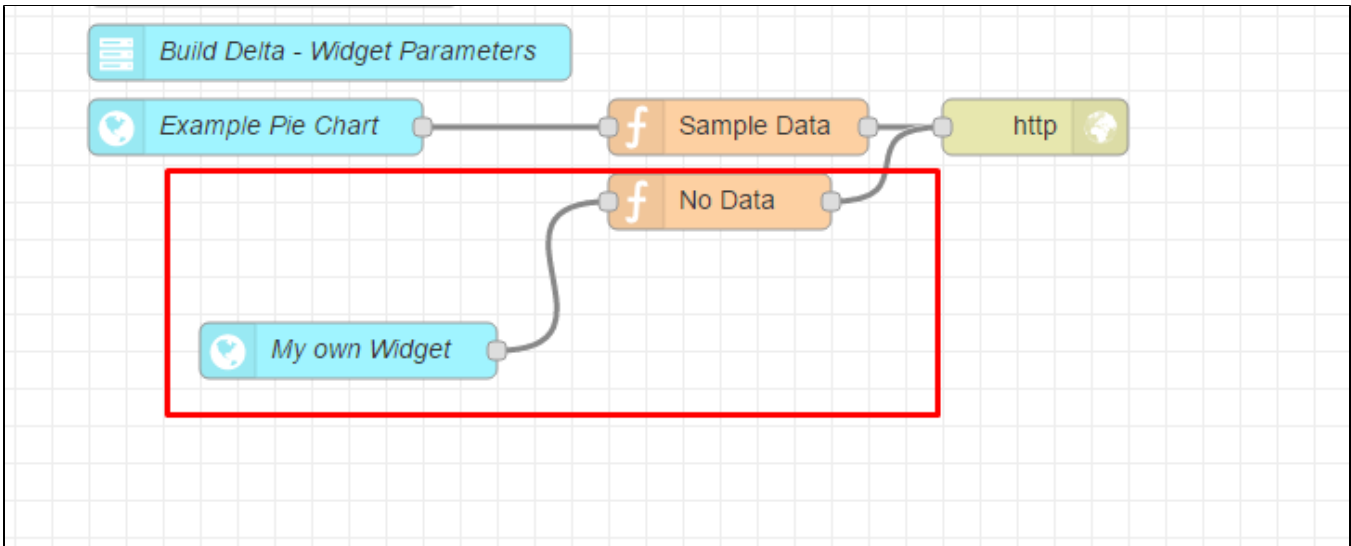 Build Delta - Widget Parameters
Example Pie Chart
Sample Data
http
No Data
My own Widget